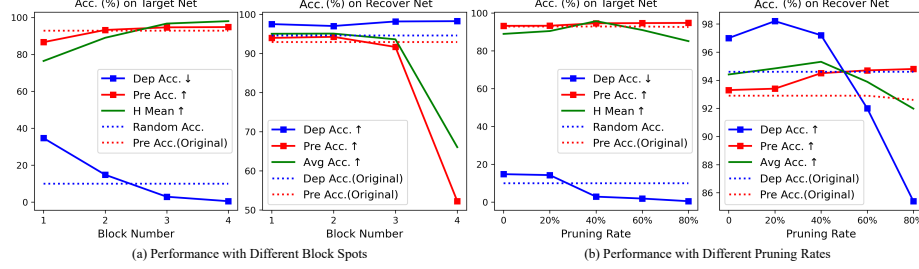 Acc. (%) on Target Net
100
80
60
40
20
0
Dep Acc. ↓
Pre Acc. ↑
H Mean ↑
Random Acc.
Pre Acc.(Original)
1 2 3 4
Block Number
Acc. (%) on Recover Net
100
90
80
70
60
50
Dep Acc. ↑
Pre Acc. ↑
Avg Acc. ↑
Dep Acc.(Original)
Pre Acc.(Original)
1 2 3 4
Block Number
(a) Performance with Different Block Spots
Acc. (%) on Target Net
100
80
60
40
20
0
Dep Acc. ↓
Pre Acc. ↑
H Mean ↑
Random Acc.
Pre Acc.(Original)
0 20% 40% 60% 80%
Pruning Rate
Acc. (%) on Recover Net
98
96
94
92
90
88
86
Dep Acc. ↑
Pre Acc. ↑
Avg Acc. ↑
Dep Acc.(Original)
Pre Acc.(Original)
0 20% 40% 60% 80%
Pruning Rate
(b) Performance with Different Pruning Rates